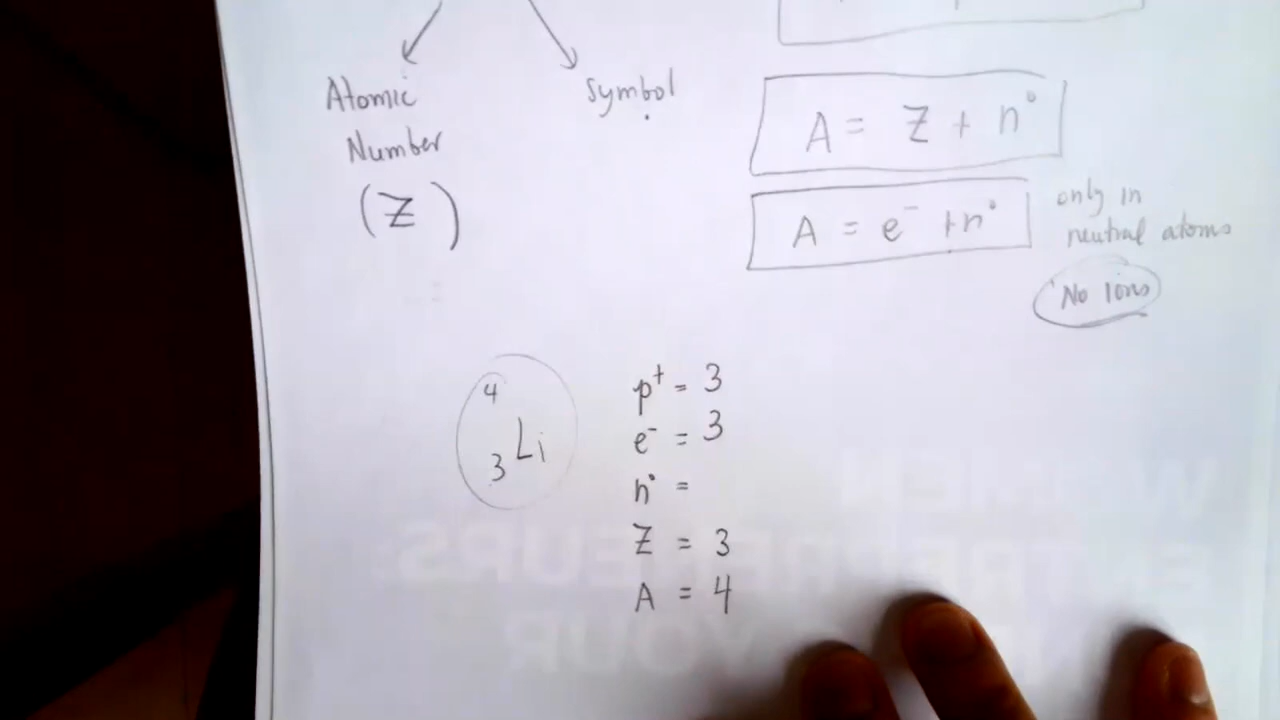 Atomic
Number
(Z)
Symbol
A = Z + n°
A = e⁻ + n°
only in
neutral atoms
No Ions
4
3 Li
p⁺ = 3
e⁻ = 3
n° =
Z = 3
A = 4